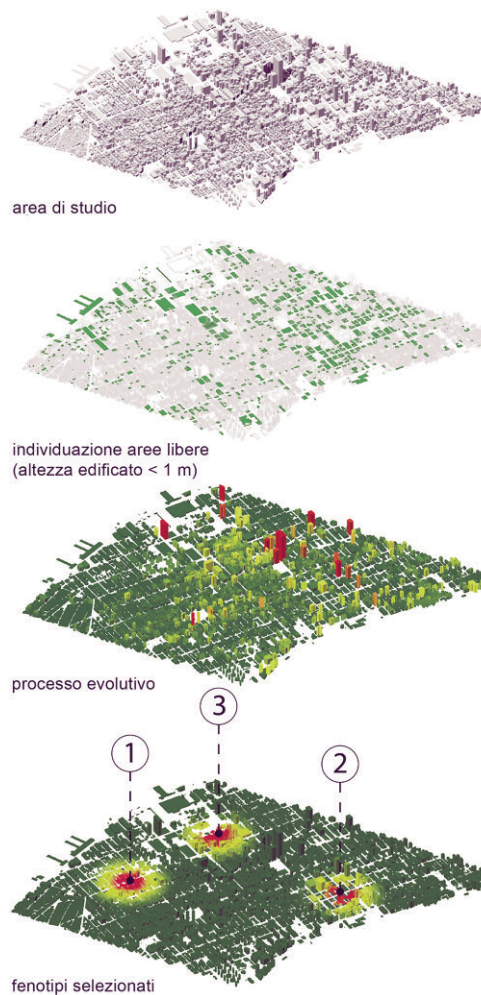 area di studio
individuazione aree libere
(altezza edificato < 1 m)
processo evolutivo
3
1
2
fenotipi selezionati